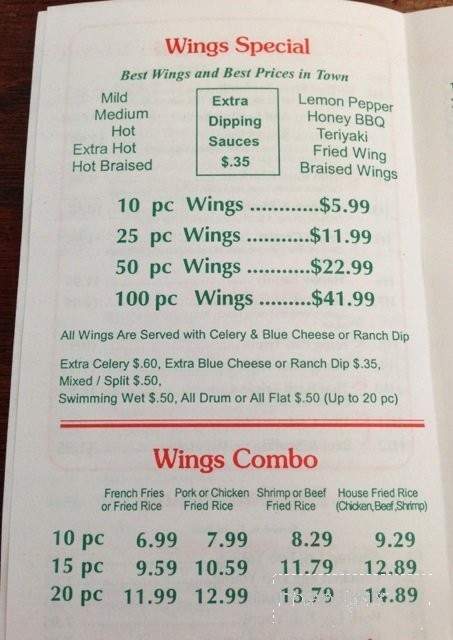 Wings Special
Best Wings and Best Prices in Town
Mild
Medium
Hot
Extra Hot
Hot Braised
Extra
Dipping
Sauces
$.35
Lemon Pepper
Honey BBQ
Teriyaki
Fried Wing
Braised Wings
10 pc Wings .............$5.99
25 pc Wings ............$11.99
50 pc Wings ............$22.99
100 pc Wings ..........$41.99
All Wings Are Served with Celery & Blue Cheese or Ranch Dip
Extra Celery $.60, Extra Blue Cheese or Ranch Dip $.35,
Mixed / Split $.50,
Swimming Wet $.50, All Drum or All Flat $.50 (Up to 20 pc)
Wings Combo
French Fries Pork or Chicken Shrimp or Beef House Fried Rice
or Fried Rice Fried Rice Fried Rice (Chicken,Beef,Shrimp)
10 pc 6.99 7.99 8.29 9.29
15 pc 9.59 10.59 11.79 12.89
20 pc 11.99 12.99 13.79 14.89